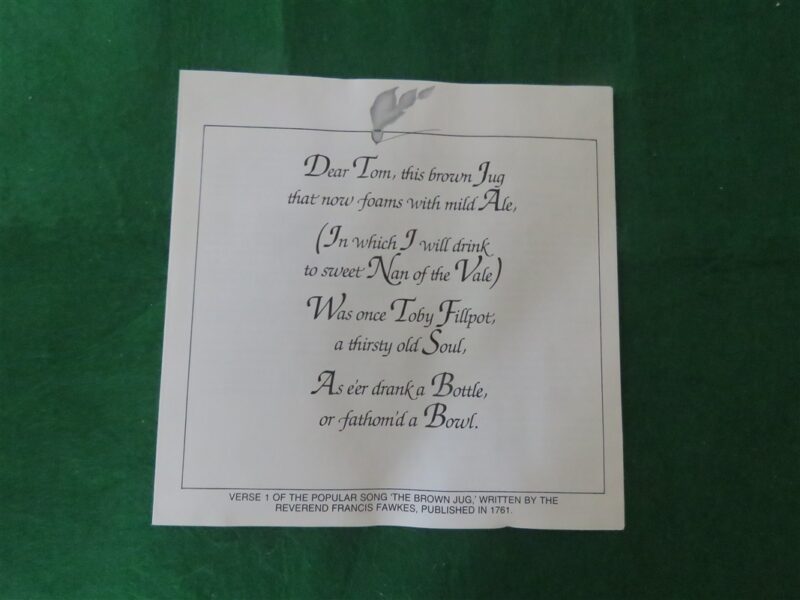 Dear Tom, this brown Jug
that now foams with mild Ale,
(In which I will drink
to sweet Nan of the Vale)
Was once Toby Fillpot,
a thirsty old Soul,
As e'er drank a Bottle,
or fathom'd a Bowl.
VERSE 1 OF THE POPULAR SONG 'THE BROWN JUG,' WRITTEN BY THE
REVEREND FRANCIS FAWKES, PUBLISHED IN 1761.